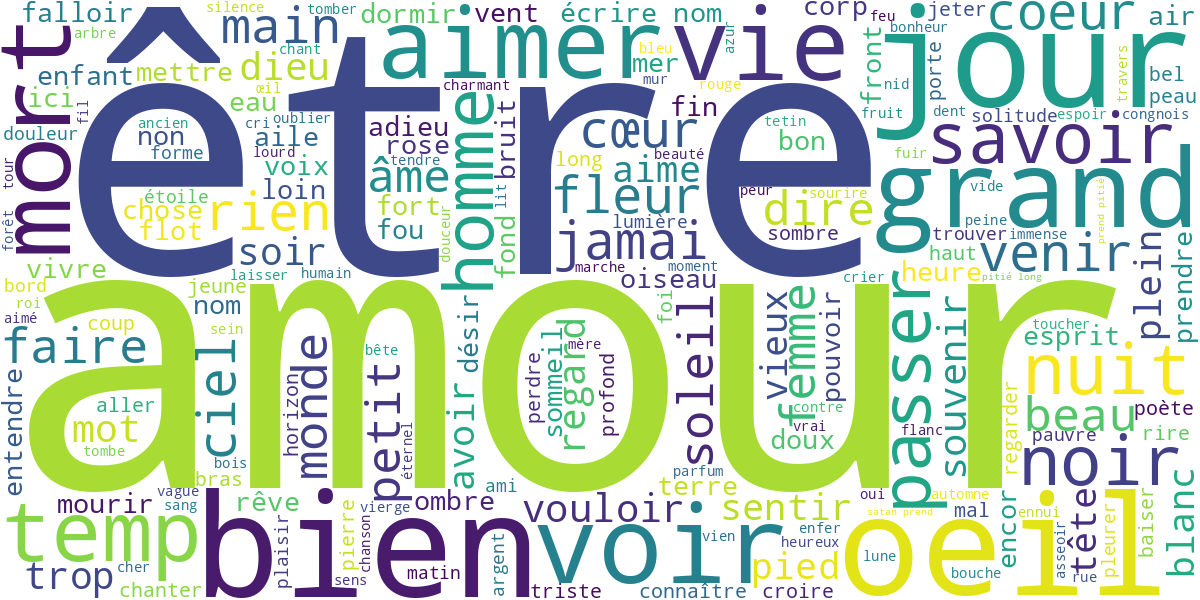 falloir
silence
tomber
dormir
vent
écrire
nom
corp
feu
jeter
coeur
air
arbre
main
chant
aimer
vie
azur
bonheur
jour
mort
enfant
mettre
dieu
bleu
mer
mur
rouge
front
nid
porte
travers
bel
peau
ici
fil
œil
eau
charmant
bruit
fin
fruit
dent
solitude
espoir
congnois
douleur
ancien
cri
oublier
non
aile
adieu
rose
homme
cœur
tetin
bon
savoir
tour
forme
lourd
voix
tendre
long
aime
beauté
fuir
être
étoile
loin
âme
lit
fleur
peur
sourire
vide
grand
prend pitié
forêt
chose
rien
fort
douceur
lumière
dire
peine
flot
fou
fond
jamai
sombre
trouver
immense
soir
venir
haut
plein
prendre
vivre
laisser
humain
marche
moment
oiseau
crier
heure
pitié long
bord
jeune
roi
nom
désir
foi
vieux
femme
pouvoir
passer
souvenir
aimé
coup
sein
amour
toucher
esprit
faire
ciel
monde
bête
sommeil
mère
regard
soleil
nuit
entendre
horizon
petit
avoir
perdre
profond
contre
aller
regarder
beau
poète
mot
vrai
flanc
pauvre
rire
tombe
éternel
doux
noir
blanc
bois
bras
parfum
terre
ami
temp
mourir
vague
sang
rêve
bien
vierge
ombre
vouloir
sentir
oui
automne
satan prend
mal
encor
ennui
tête
pleurer
baiser
plaisir
pierre
chanson
argent
voir
vien
enfer
heureux
oeil
trop
cher
chanter
sens
matin
triste
connaître
pied
croire
lune
bouche
asseoir
rue